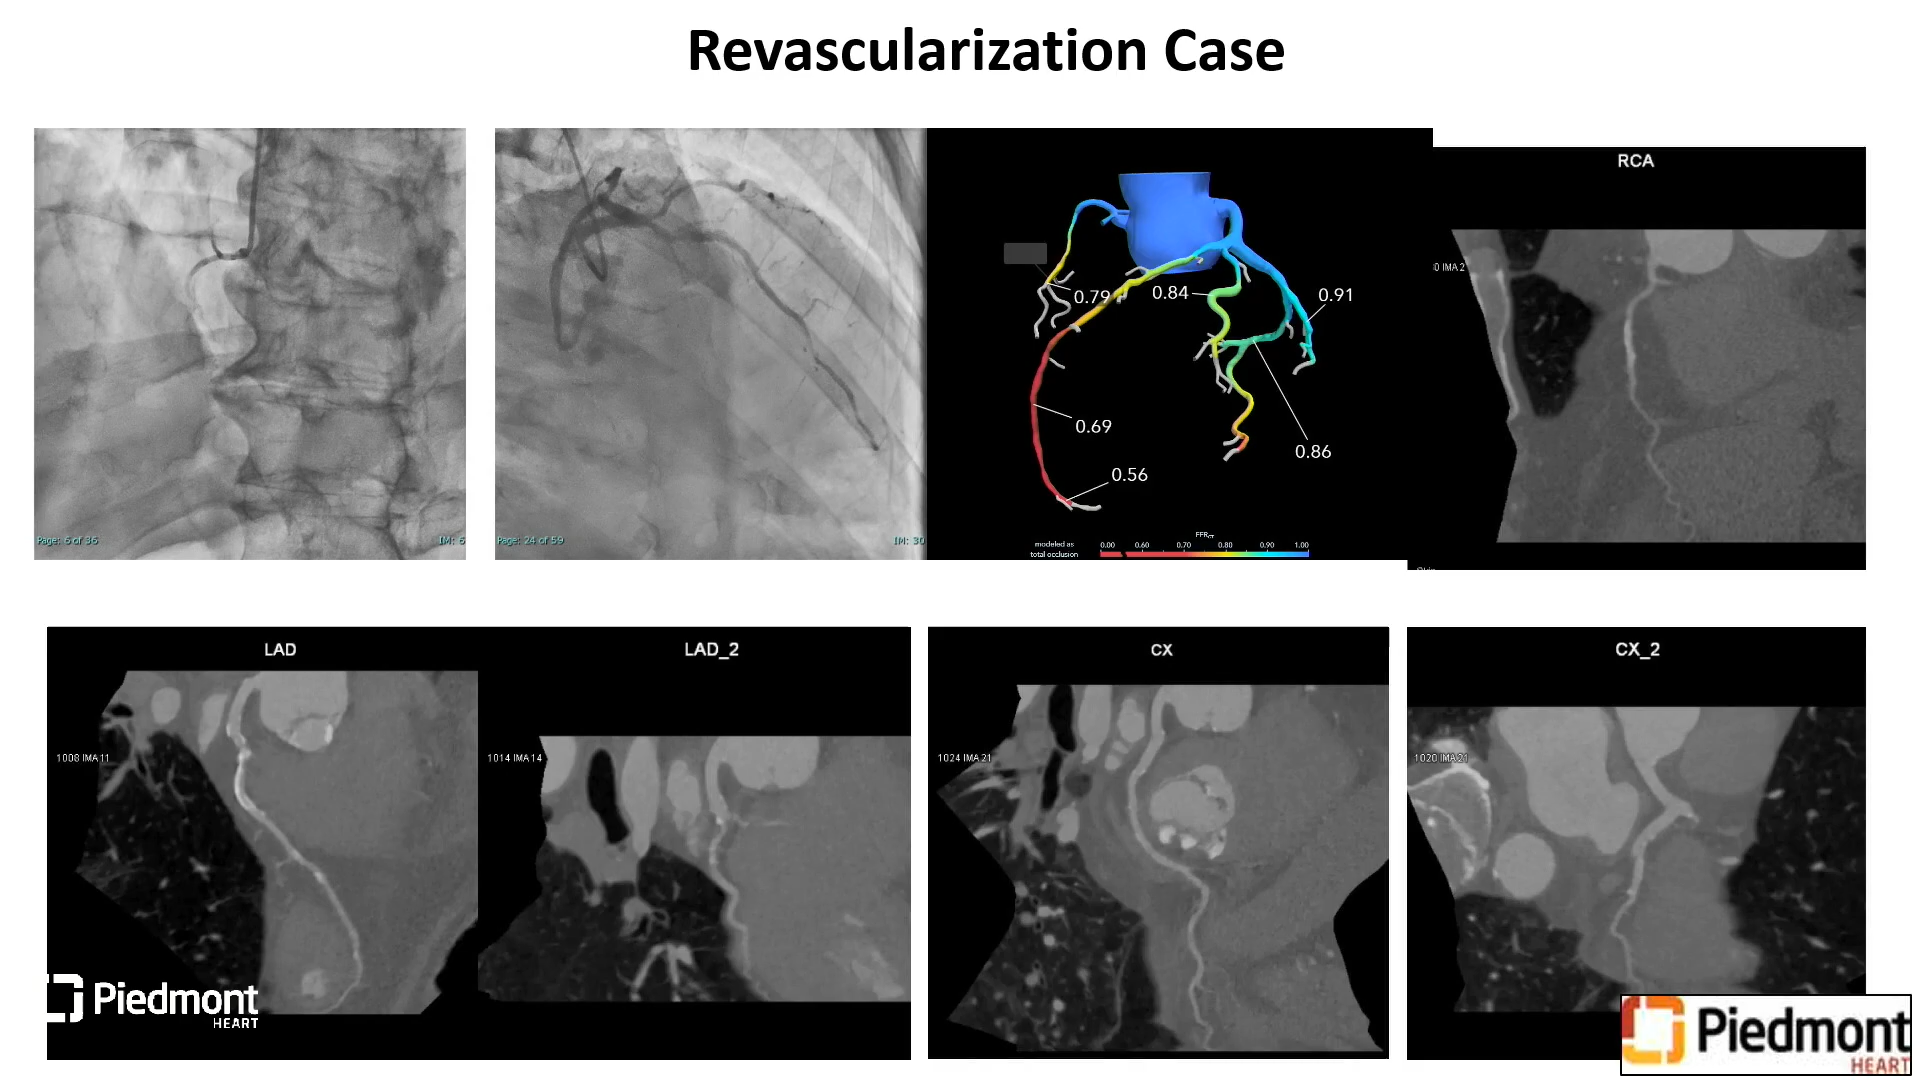 Revascularization Case
Page: 6 of 36
IM: 6
Page: 24 of 59
IM: 30
0.79
0.84
0.91
0.69
0.86
0.56
modeled as
total occlusion
FFRCT
0.00 0.60 0.70 0.80 0.90 1.00
RCA
0 IMA 2
LAD
1008 IMA 11
LAD_2
1014 IMA 14
CX
1024 IMA 21
CX_2
1020 IMA 21
Piedmont
HEART
Piedmont
HEART